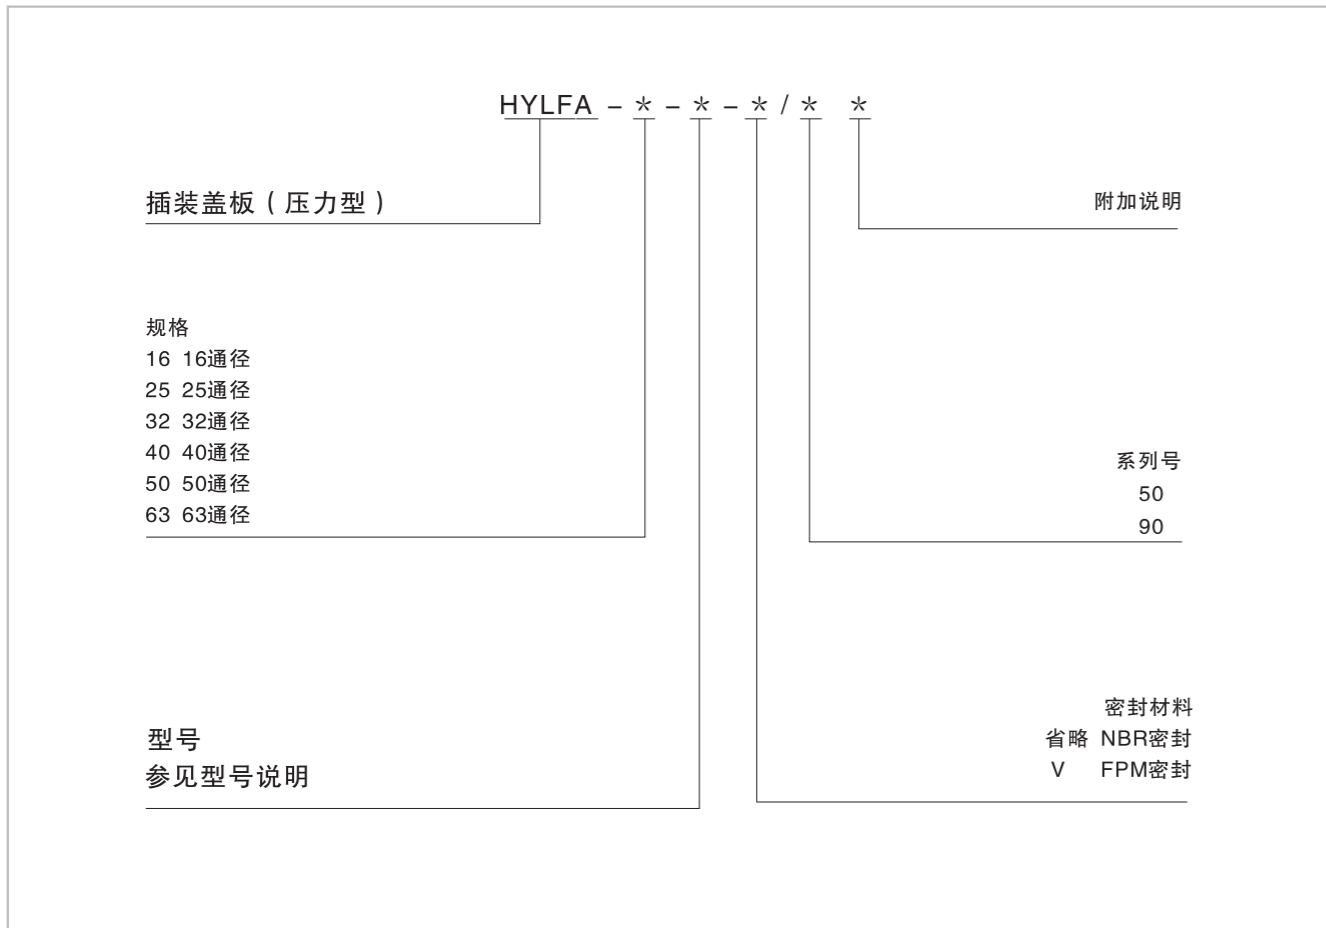 HYLFA – * – * – * / * *
插装盖板（压力型）
附加说明
规格
16 16通径
25 25通径
32 32通径
40 40通径
50 50通径
63 63通径
系列号
50
90
型号
参见型号说明
密封材料
省略 NBR密封
V FPM密封